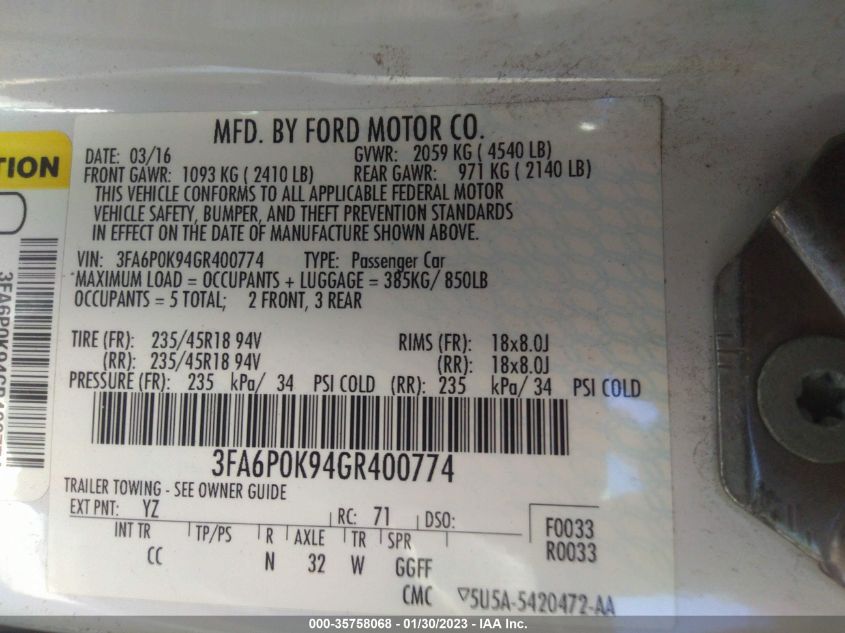 MFD. BY FORD MOTOR CO.
DATE: 03/16 GVWR: 2059 KG ( 4540 LB)
FRONT GAWR: 1093 KG ( 2410 LB) REAR GAWR: 971 KG ( 2140 LB)
THIS VEHICLE CONFORMS TO ALL APPLICABLE FEDERAL MOTOR
VEHICLE SAFETY, BUMPER, AND THEFT PREVENTION STANDARDS
IN EFFECT ON THE DATE OF MANUFACTURE SHOWN ABOVE.
VIN: 3FA6P0K94GR400774 TYPE: Passenger Car
MAXIMUM LOAD = OCCUPANTS + LUGGAGE = 385KG/ 850LB
OCCUPANTS = 5 TOTAL; 2 FRONT, 3 REAR
TIRE (FR): 235/45R18 94V RIMS (FR): 18x8.0J
(RR): 235/45R18 94V (RR): 18x8.0J
PRESSURE (FR): 235 kPa/ 34 PSI COLD (RR): 235 kPa/ 34 PSI COLD
3FA6P0K94GR400774
TRAILER TOWING - SEE OWNER GUIDE
EXT PNT: YZ RC: 71 DSO: F0033
INT TR TP/PS R AXLE TR SPR R0033
CC N 32 W GGFF
CMC 5U5A-5420472-AA
000-35758068 - 01/30/2023 - IAA Inc.